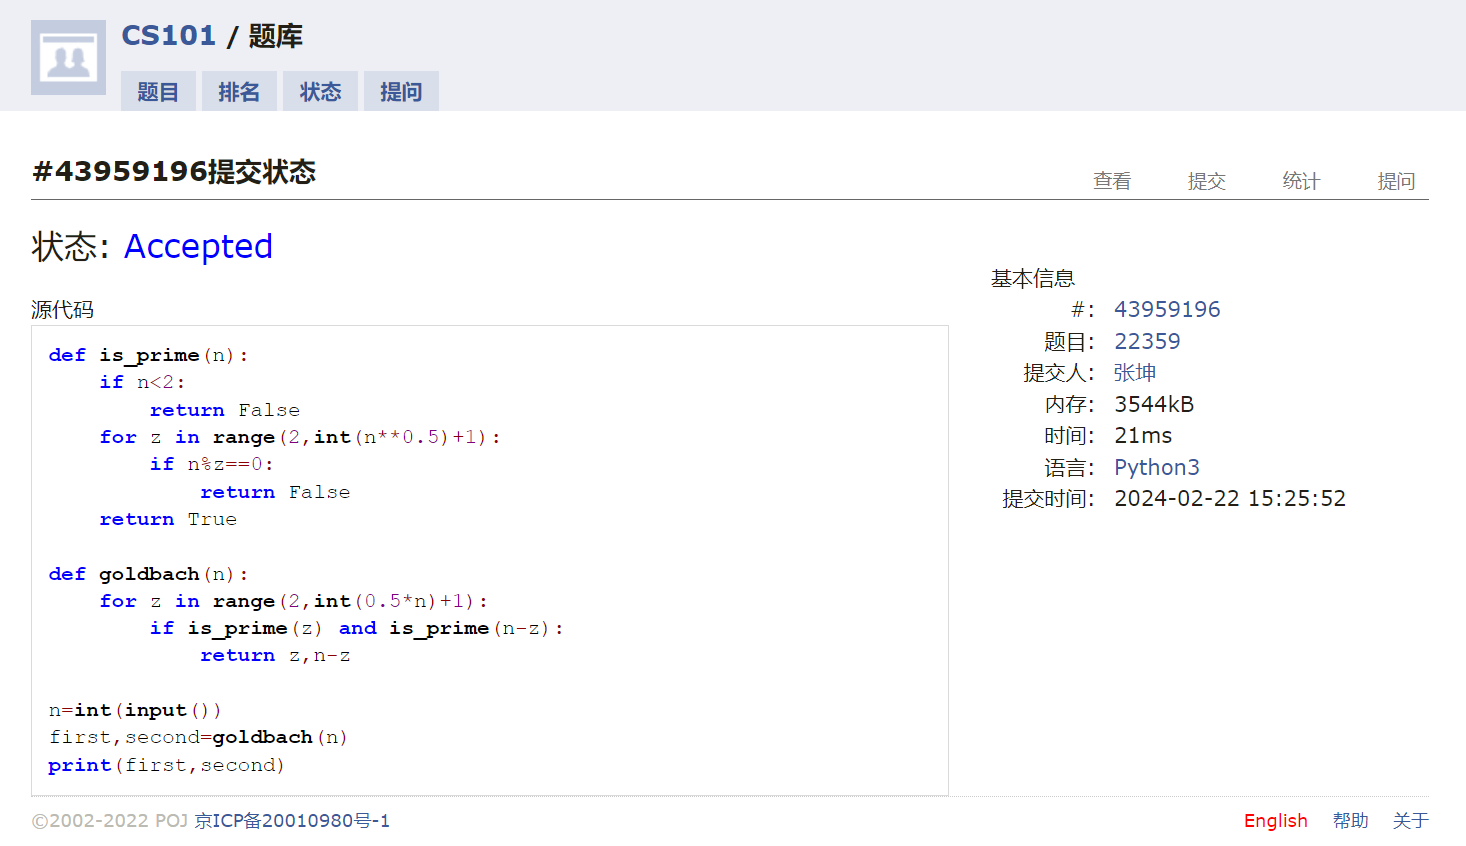 CS101 / 题库
题目 排名 状态 提问
#43959196提交状态
查看 提交 统计 提问
状态: Accepted
源代码
def is_prime(n):
    if n<2:
        return False
    for z in range(2,int(n**0.5)+1):
        if n%z==0:
            return False
    return True

def goldbach(n):
    for z in range(2,int(0.5*n)+1):
        if is_prime(z) and is_prime(n-z):
            return z,n-z

n=int(input())
first,second=goldbach(n)
print(first,second)
基本信息
#: 43959196
题目: 22359
提交人: 张坤
内存: 3544kB
时间: 21ms
语言: Python3
提交时间: 2024-02-22 15:25:52
©2002-2022 POJ 京ICP备20010980号-1
English 帮助 关于